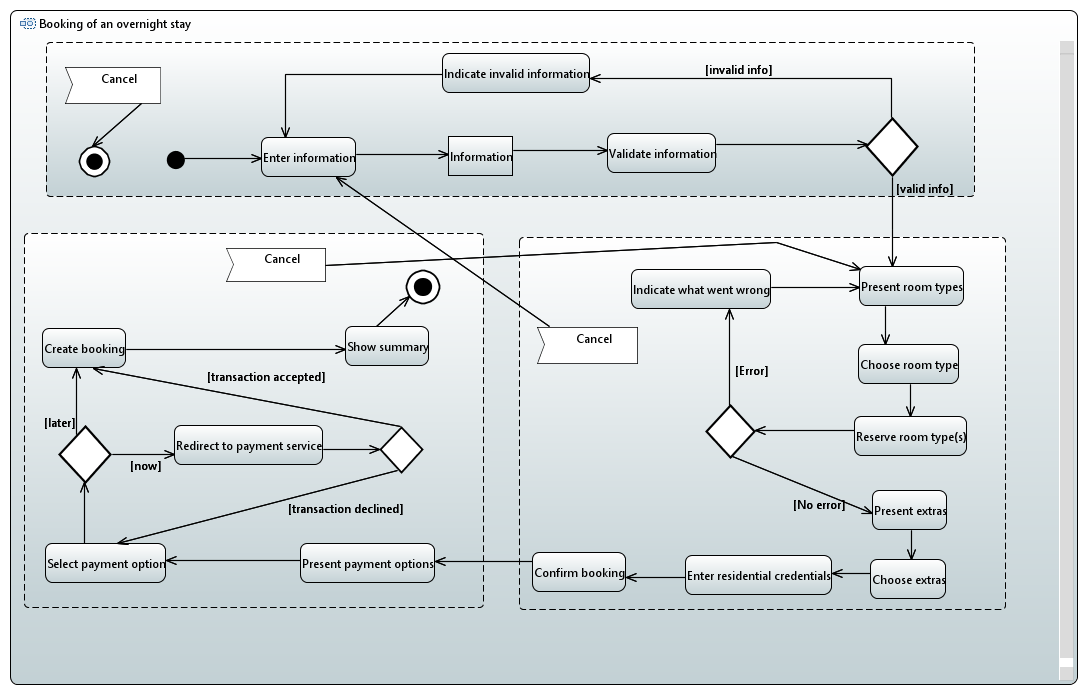 Booking of an overnight stay
Cancel
Indicate invalid information
[invalid info]
Enter information
Information
Validate information
[valid info]
Cancel
Indicate what went wrong
Present room types
Cancel
Create booking
Show summary
[transaction accepted]
[Error]
Choose room type
[later]
Redirect to payment service
Reserve room type(s)
[now]
[transaction declined]
[No error]
Present extras
Select payment option
Present payment options
Confirm booking
Enter residential credentials
Choose extras